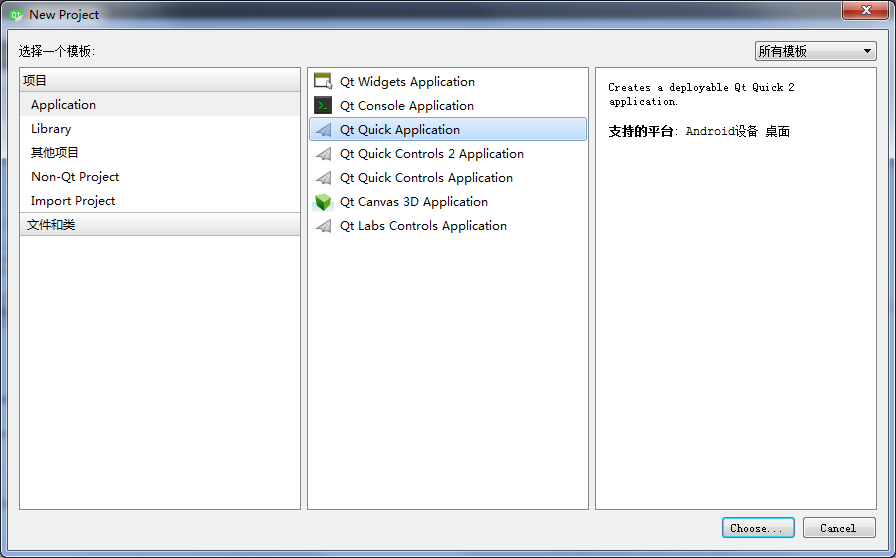 New Project
选择一个模板:
所有模板
项目
Application
Library
其他项目
Non-Qt Project
Import Project
文件和类
Qt Widgets Application
Qt Console Application
Qt Quick Application
Qt Quick Controls 2 Application
Qt Quick Controls Application
Qt Canvas 3D Application
Qt Labs Controls Application
Creates a deployable Qt Quick 2
application.
支持的平台: Android设备 桌面
Choose...
Cancel